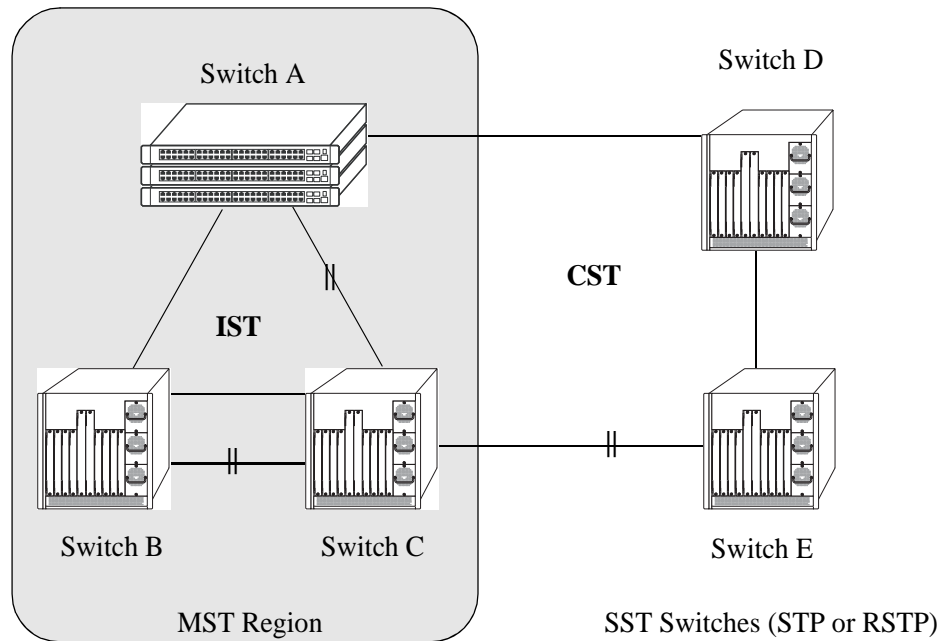 Switch A
Switch D
CST
IST
Switch B
Switch C
Switch E
MST Region
SST Switches (STP or RSTP)